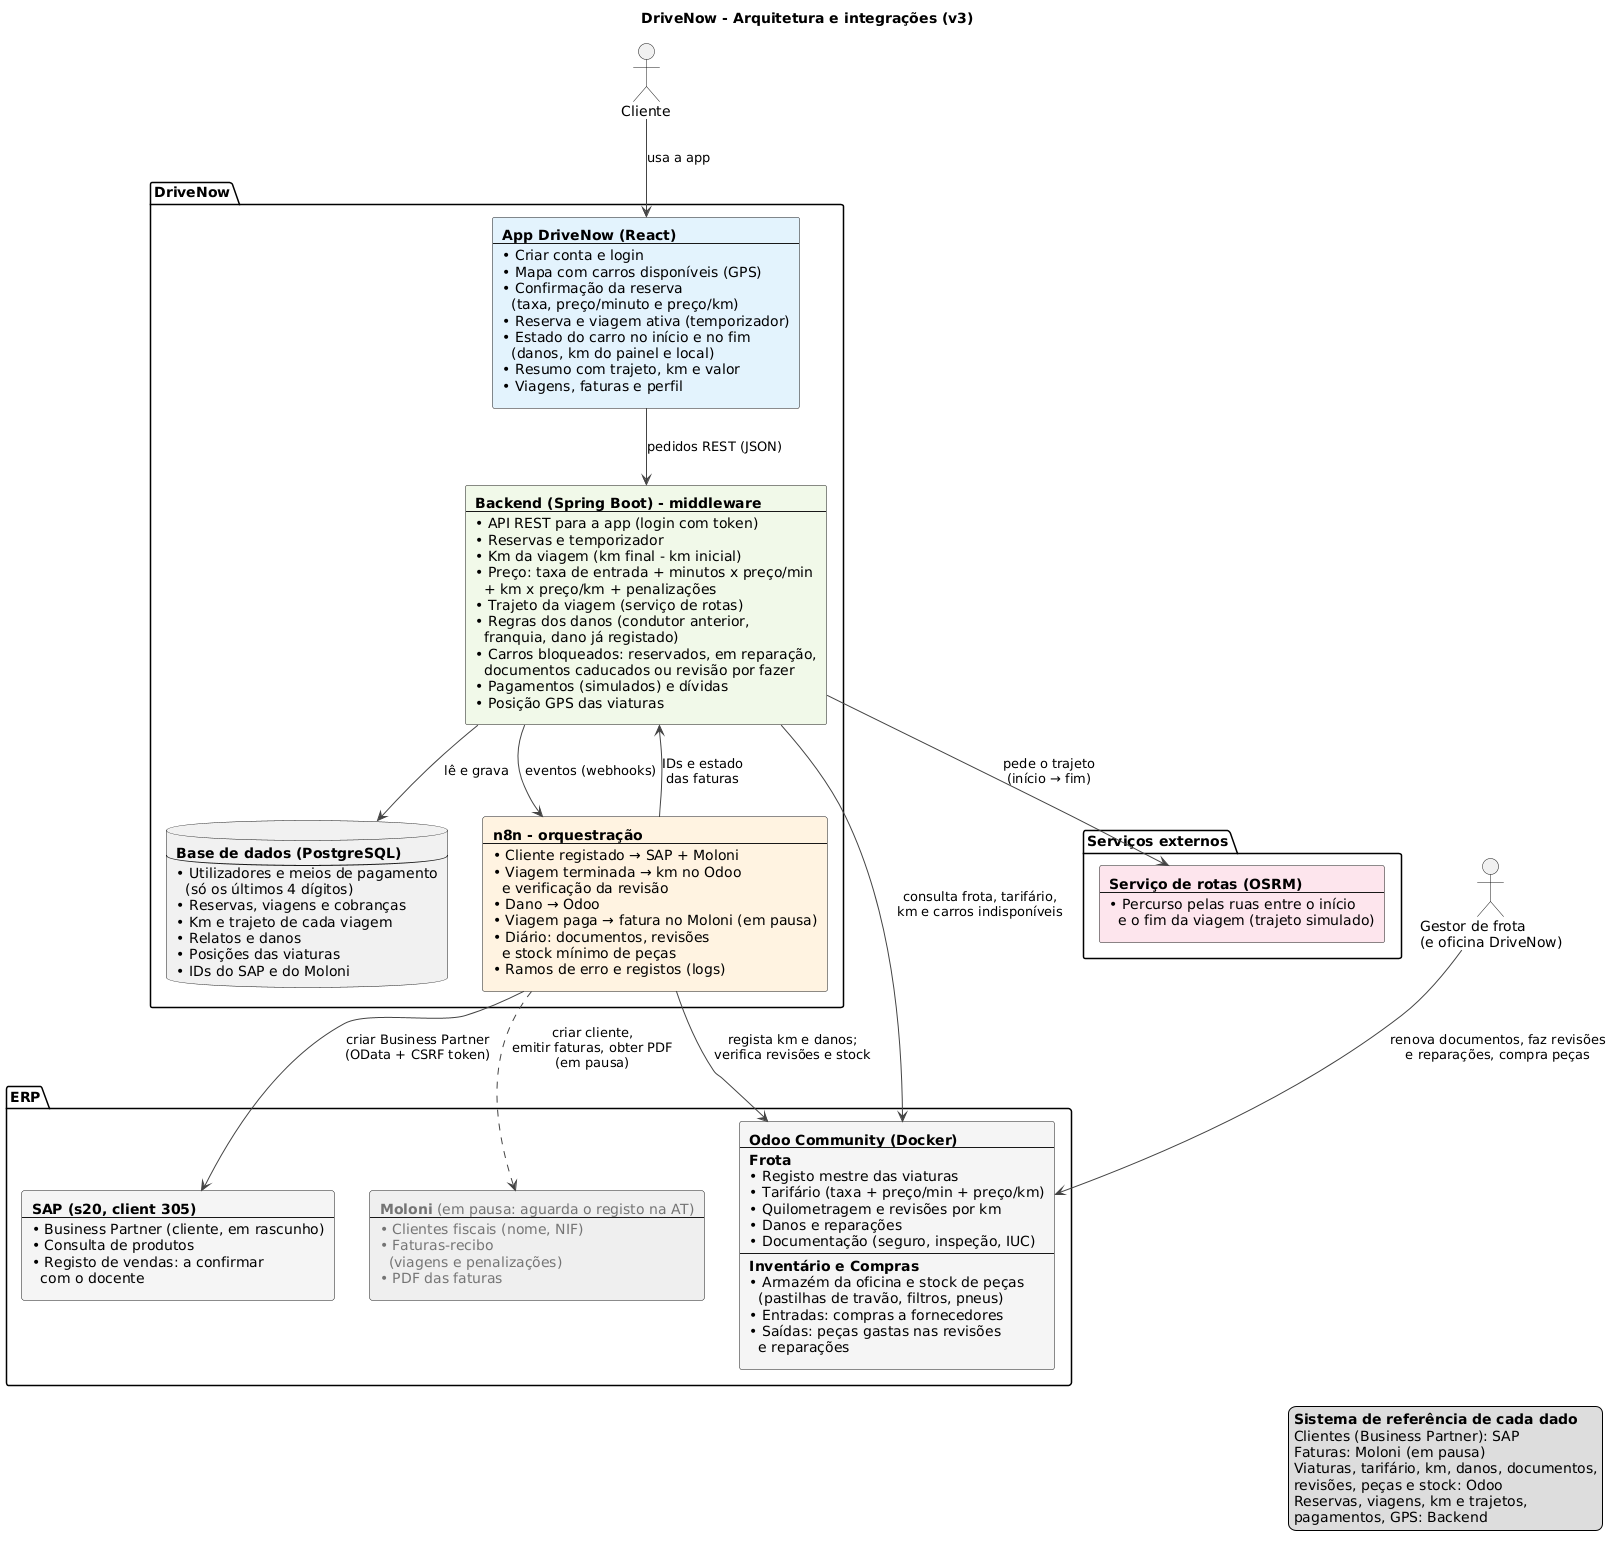 DriveNow - Arquitetura e integrações (v3)
Cliente
usa a app
DriveNow
App DriveNow (React)
• Criar conta e login
• Mapa com carros disponíveis (GPS)
• Confirmação da reserva
(taxa, preço/minuto e preço/km)
• Reserva e viagem ativa (temporizador)
• Estado do carro no início e no fim
(danos, km do painel e local)
• Resumo com trajeto, km e valor
• Viagens, faturas e perfil
pedidos REST (JSON)
Backend (Spring Boot) - middleware
• API REST para a app (login com token)
• Reservas e temporizador
• Km da viagem (km final - km inicial)
• Preço: taxa de entrada + minutos x preço/min
+ km x preço/km + penalizações
• Trajeto da viagem (serviço de rotas)
• Regras dos danos (condutor anterior,
franquia, dano já registado)
• Carros bloqueados: reservados, em reparação,
documentos caducados ou revisão por fazer
• Pagamentos (simulados) e dívidas
• Posição GPS das viaturas
lê e grava
eventos (webhooks)
IDs e estado
das faturas
pede o trajeto
(início → fim)
consulta frota, tarifário,
km e carros indisponíveis
Base de dados (PostgreSQL)
• Utilizadores e meios de pagamento
(só os últimos 4 dígitos)
• Reservas, viagens e cobranças
• Km e trajeto de cada viagem
• Relatos e danos
• Posições das viaturas
• IDs do SAP e do Moloni
n8n - orquestração
• Cliente registado → SAP + Moloni
• Viagem terminada → km no Odoo
e verificação da revisão
• Dano → Odoo
• Viagem paga → fatura no Moloni (em pausa)
• Diário: documentos, revisões
e stock mínimo de peças
• Ramos de erro e registos (logs)
Serviços externos
Serviço de rotas (OSRM)
• Percurso pelas ruas entre o início
e o fim da viagem (trajeto simulado)
Gestor de frota
(e oficina DriveNow)
criar Business Partner
(OData + CSRF token)
criar cliente,
emitir faturas, obter PDF
(em pausa)
regista km e danos;
verifica revisões e stock
renova documentos, faz revisões
e reparações, compra peças
ERP
SAP (s20, client 305)
• Business Partner (cliente, em rascunho)
• Consulta de produtos
• Registo de vendas: a confirmar
com o docente
Moloni (em pausa: aguarda o registo na AT)
• Clientes fiscais (nome, NIF)
• Faturas-recibo
(viagens e penalizações)
• PDF das faturas
Odoo Community (Docker)
Frota
• Registo mestre das viaturas
• Tarifário (taxa + preço/min + preço/km)
• Quilometragem e revisões por km
• Danos e reparações
• Documentação (seguro, inspeção, IUC)
Inventário e Compras
• Armazém da oficina e stock de peças
(pastilhas de travão, filtros, pneus)
• Entradas: compras a fornecedores
• Saídas: peças gastas nas revisões
e reparações
Sistema de referência de cada dado
Clientes (Business Partner): SAP
Faturas: Moloni (em pausa)
Viaturas, tarifário, km, danos, documentos,
revisões, peças e stock: Odoo
Reservas, viagens, km e trajetos,
pagamentos, GPS: Backend